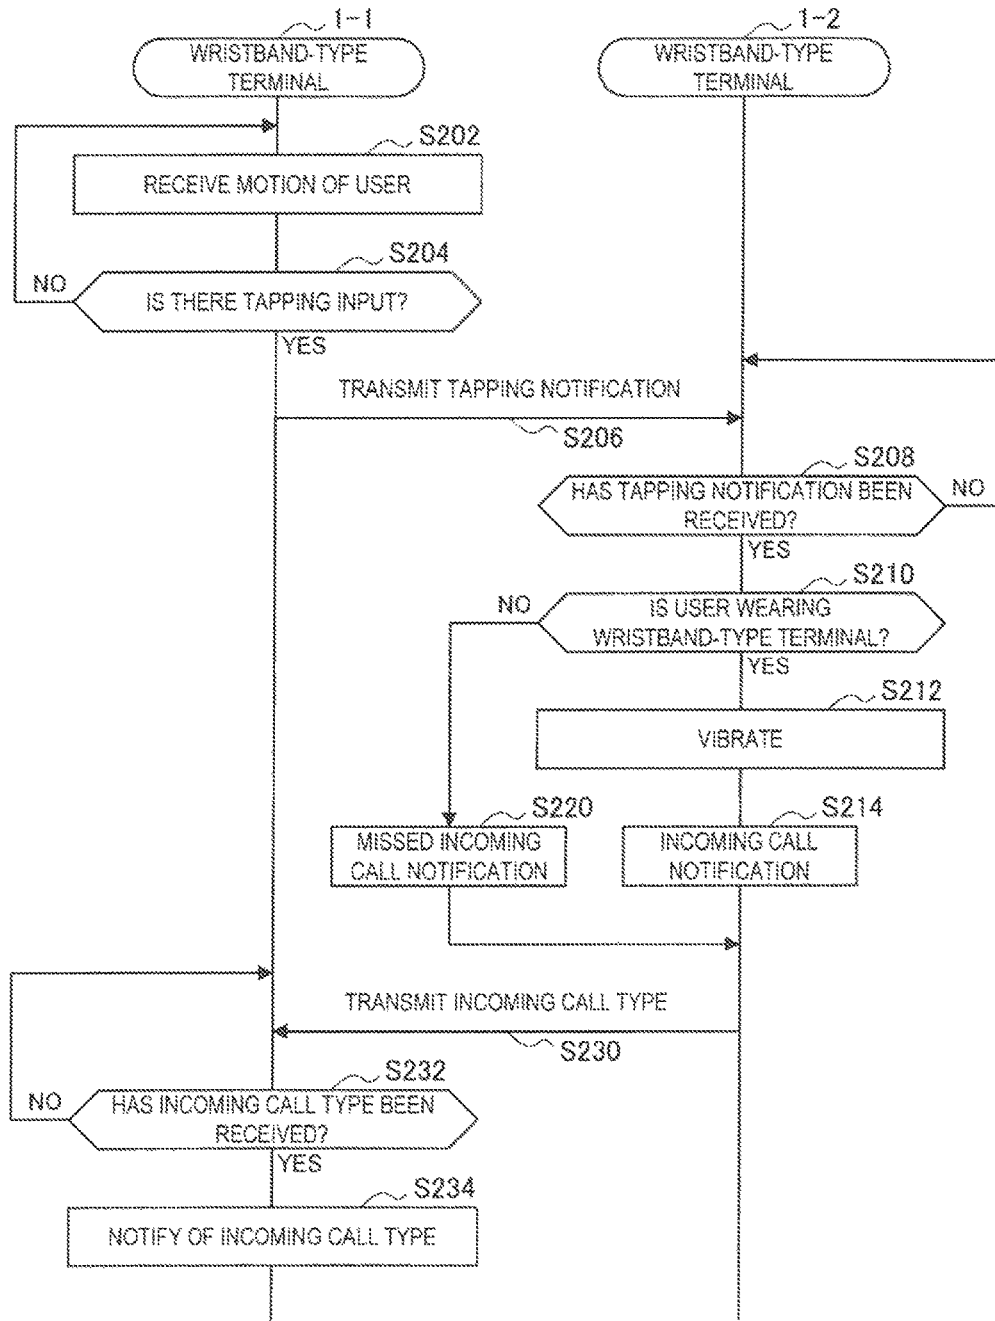 1-1
1-2
WRISTBAND-TYPE
TERMINAL
WRISTBAND-TYPE
TERMINAL
S202
RECEIVE MOTION OF USER
S204
NO
IS THERE TAPPING INPUT?
YES
TRANSMIT TAPPING NOTIFICATION
S206
S208
HAS TAPPING NOTIFICATION BEEN
RECEIVED?
NO
YES
S210
NO
IS USER WEARING
WRISTBAND-TYPE TERMINAL?
YES
S212
VIBRATE
S220
MISSED INCOMING
CALL NOTIFICATION
S214
INCOMING CALL
NOTIFICATION
TRANSMIT INCOMING CALL TYPE
S230
S232
NO
HAS INCOMING CALL TYPE BEEN
RECEIVED?
YES
S234
NOTIFY OF INCOMING CALL TYPE